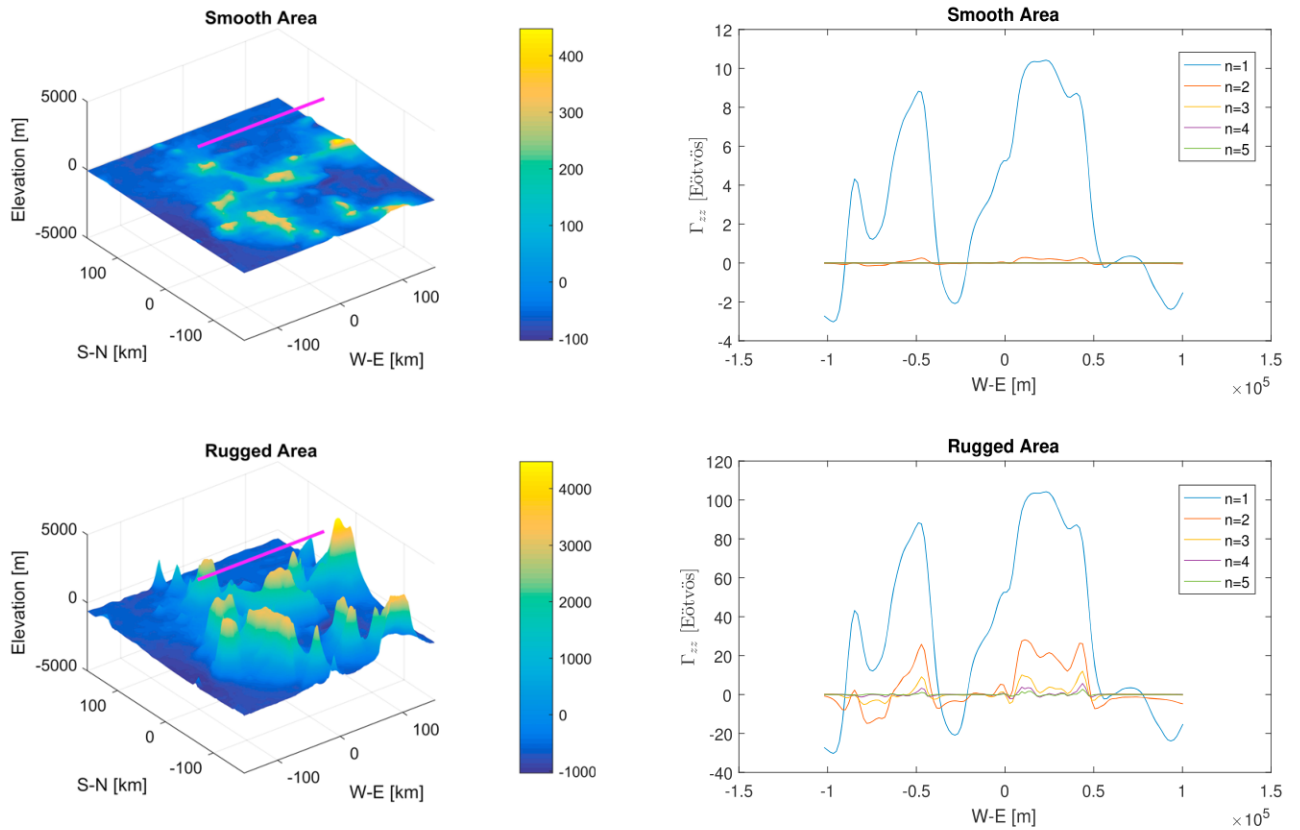 Smooth Area
5000
0
-5000
Elevation [m]
100
0
-100
S-N [km]
-100
0
100
W-E [km]
400
300
200
100
0
-100
Smooth Area
12
10
8
6
4
2
0
-2
-4
Γzz [Eötvös]
-1.5
-1
-0.5
0
0.5
1
1.5
W-E [m]
×10^5
n=1
n=2
n=3
n=4
n=5
Rugged Area
5000
0
-5000
Elevation [m]
100
0
-100
S-N [km]
-100
0
100
W-E [km]
4000
3000
2000
1000
0
-1000
Rugged Area
120
100
80
60
40
20
0
-20
-40
Γzz [Eötvös]
-1.5
-1
-0.5
0
0.5
1
1.5
W-E [m]
×10^5
n=1
n=2
n=3
n=4
n=5